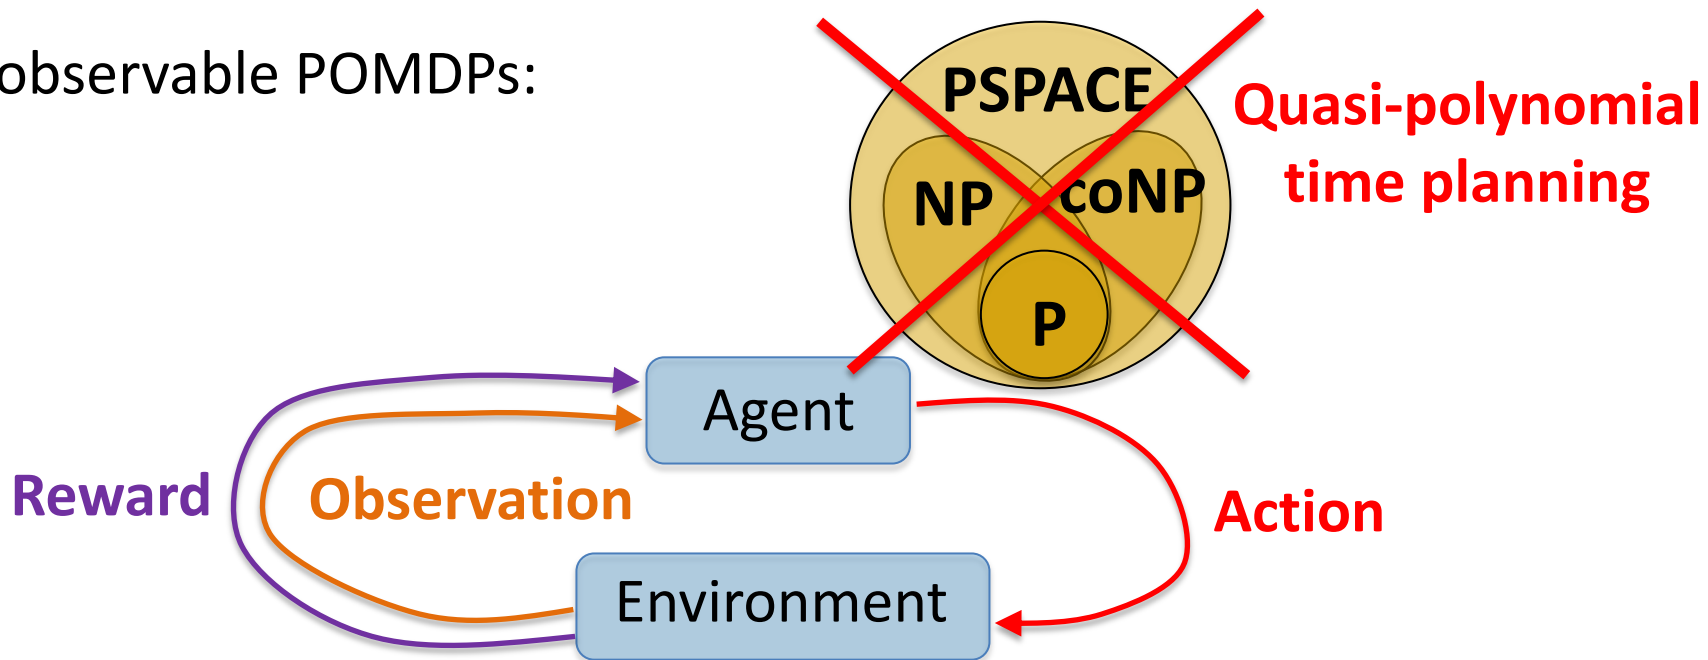 observable POMDPs:
PSPACE
NP
coNP
P
Quasi-polynomial
time planning
Agent
Reward
Observation
Action
Environment